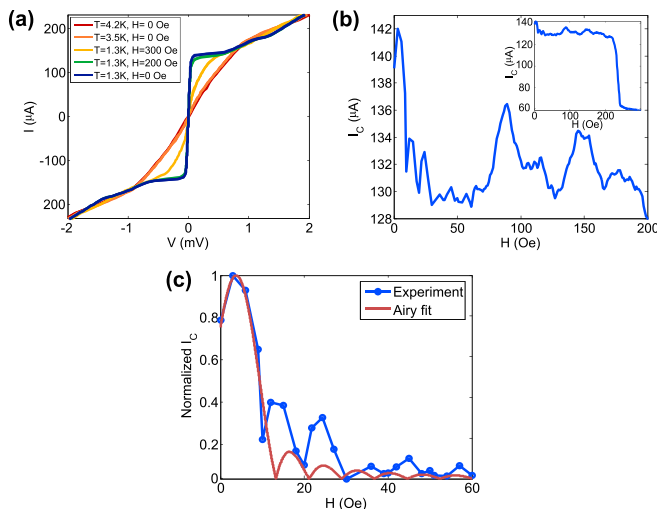 (a)
200
100
0
-100
200
I (μA)
-2
-1
0
1
2
V (mV)
T=4.2K, H= 0 Oe
T=3.5K, H= 0 Oe
T=1.3K, H=300 Oe
T=1.3K, H=200 Oe
T=1.3K, H=0 Oe
(b)
142
140
138
136
134
132
130
128
I_C (μA)
0
50
100
150
200
H (Oe)
140
120
100
80
60
I_C (μA)
0
100
200
H (Oe)
(c)
1
0.8
0.6
0.4
0.2
0
Normalized I_C
0
20
40
60
H (Oe)
Experiment
Airy fit